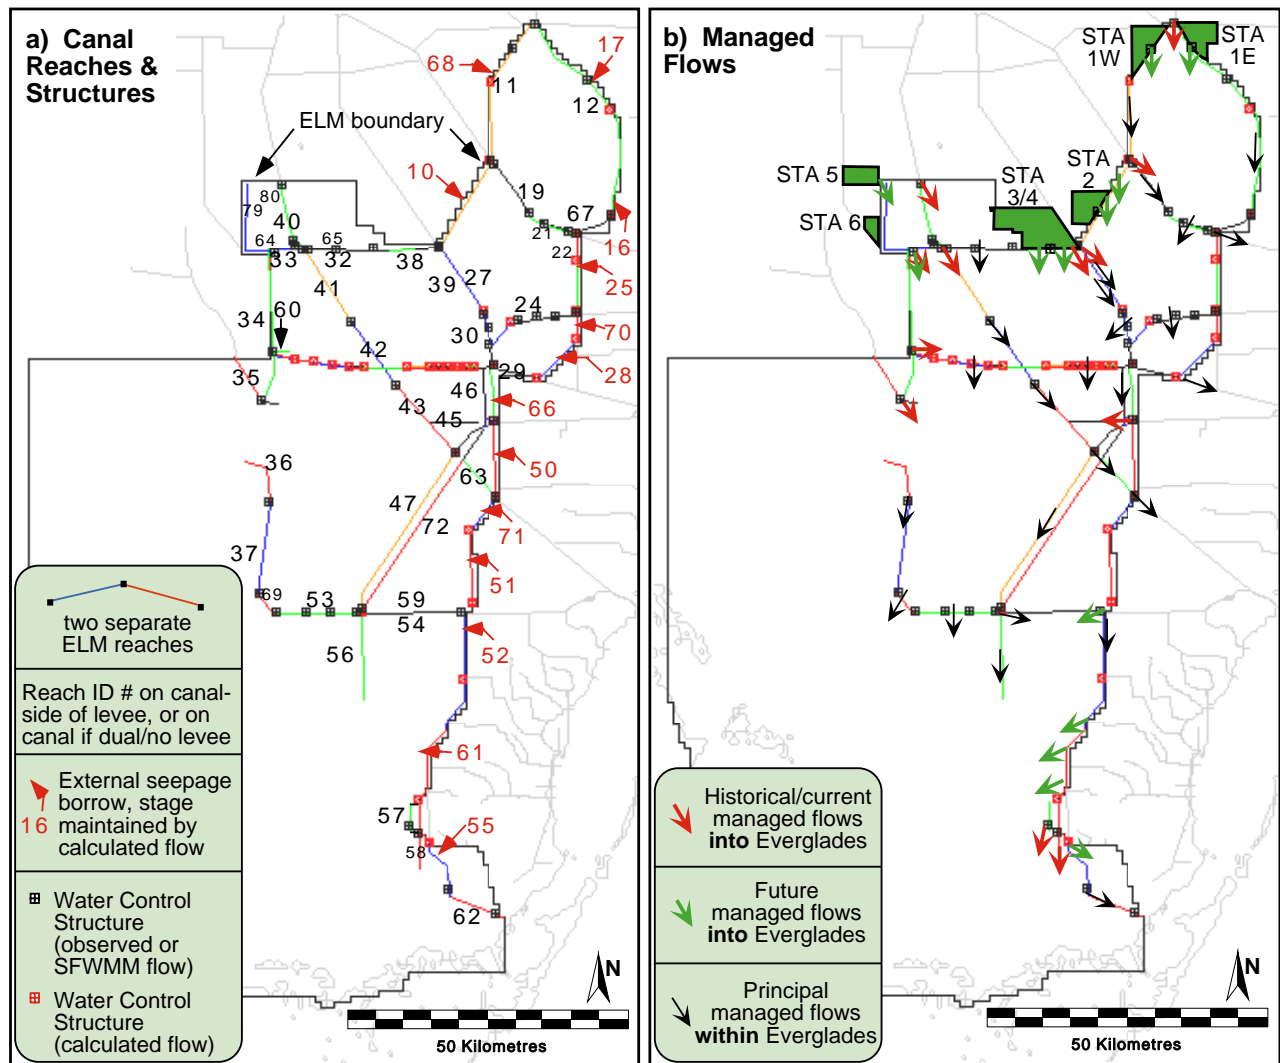 a) Canal
Reaches &
Structures
ELM boundary
68
11
17
12
10
19
67
21
22
16
80
79
40
64
33
65
32
38
39
27
25
41
24
34
60
30
70
42
29
28
35
46
43
45
66
36
63
50
47
72
71
37
51
69
53
59
54
52
56
61
57
58
55
62
two separate
ELM reaches
Reach ID # on canal-
side of levee, or on
canal if dual/no levee
External seepage
borrow, stage
maintained by
calculated flow
16
Water Control
Structure
(observed or
SFWMM flow)
Water Control
Structure
(calculated flow)
N
50 Kilometres
b) Managed
Flows
STA
1W
STA
1E
STA 5
STA 6
STA
3/4
STA
2
Historical/current
managed flows
into Everglades
Future
managed flows
into Everglades
Principal
managed flows
within Everglades
N
50 Kilometres